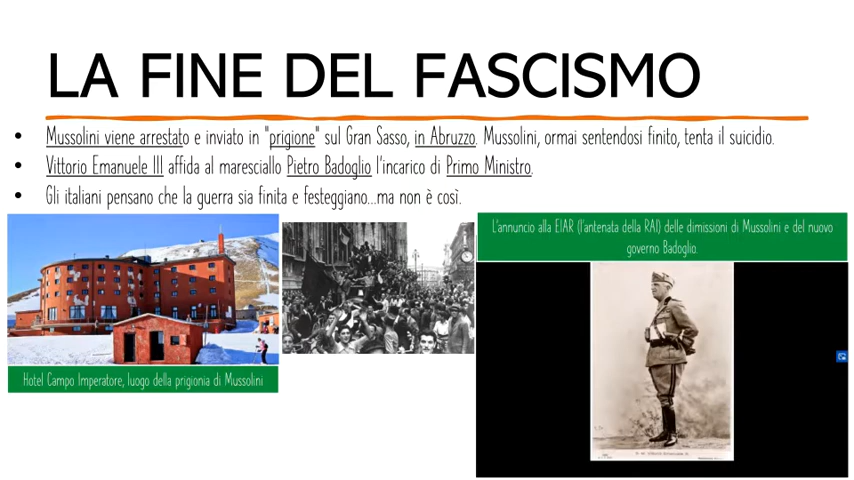 LA FINE DEL FASCISMO
Mussolini viene arrestato e inviato in "prigione" sul Gran Sasso, in Abruzzo. Mussolini, ormai sentendosi finito, tenta il suicidio.
Vittorio Emanuele III affida al maresciallo Pietro Badoglio l'incarico di Primo Ministro.
Gli italiani pensano che la guerra sia finita e festeggiano...ma non è così.
L'annuncio alla EIAR (l'antenata della RAI) delle dimissioni di Mussolini e del nuovo
governo Badoglio.
Hotel Campo Imperatore, luogo della prigionia di Mussolini